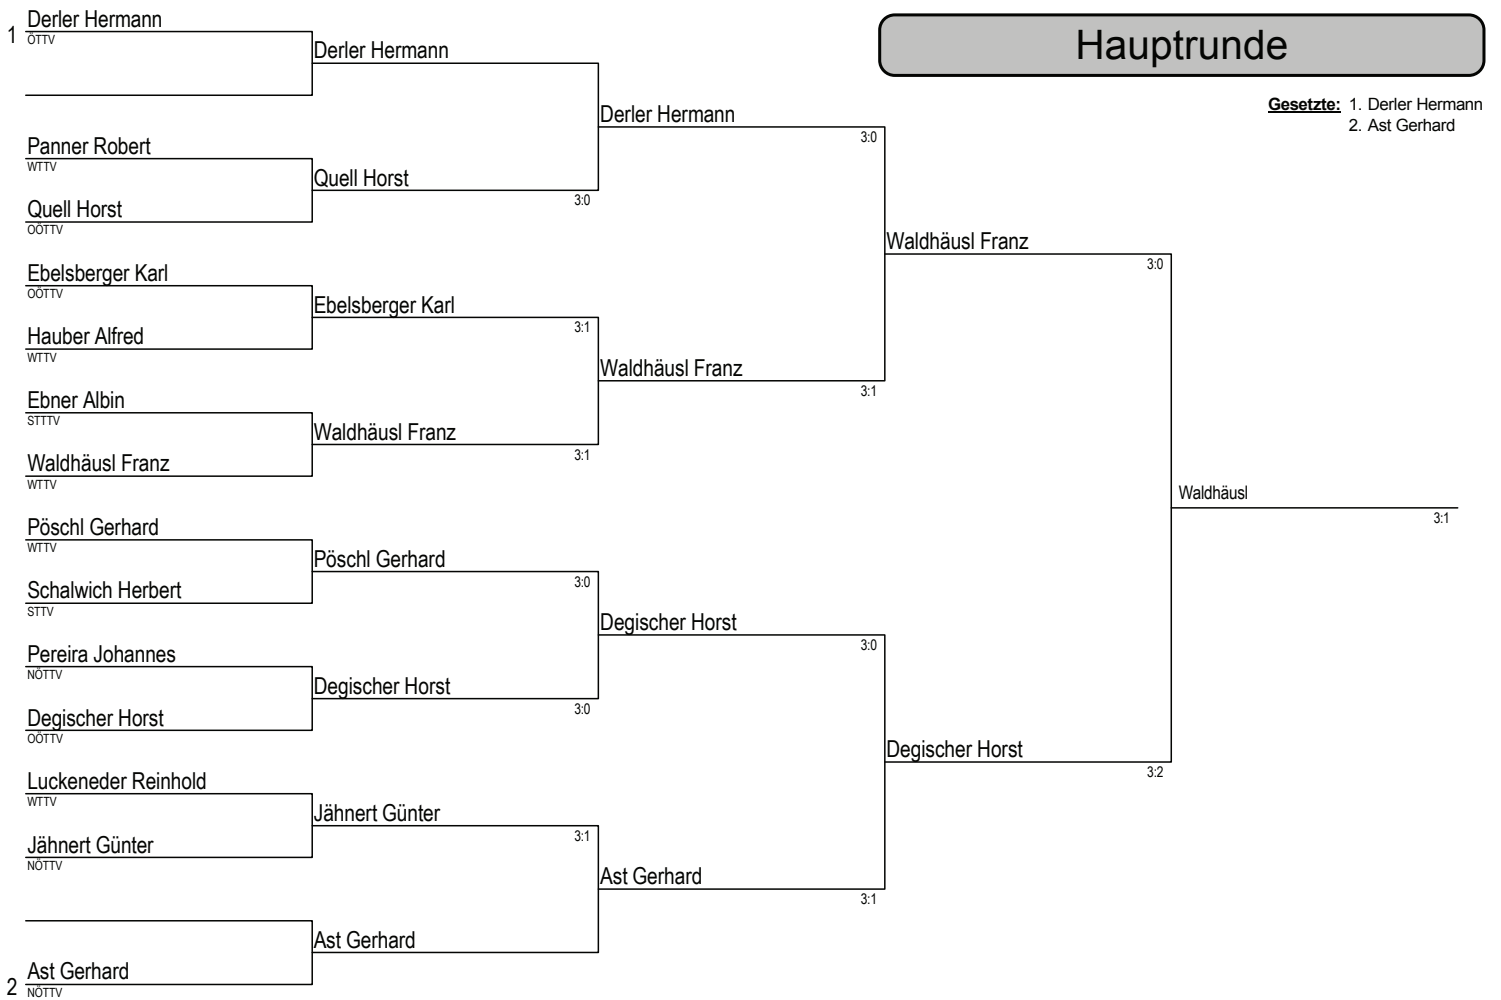 Hauptrunde
Gesetzte: 1. Derler Hermann
2. Ast Gerhard
1 Derler Hermann
ÖTTV
Panner Robert
WTTV
Quell Horst
OÖTTV
Ebelsberger Karl
OÖTTV
Hauber Alfred
WTTV
Ebner Albin
STTTV
Waldhäusl Franz
WTTV
Pöschl Gerhard
WTTV
Schalwich Herbert
STTV
Pereira Johannes
NÖTTV
Degischer Horst
OÖTTV
Luckeneder Reinhold
WTTV
Jähnert Günter
NÖTTV
2 Ast Gerhard
NÖTTV
Derler Hermann
Quell Horst
3:0
Ebelsberger Karl
3:1
Waldhäusl Franz
3:1
Pöschl Gerhard
3:0
Degischer Horst
3:0
Jähnert Günter
3:1
Ast Gerhard
Derler Hermann
3:0
Waldhäusl Franz
3:1
Degischer Horst
3:0
Ast Gerhard
3:1
Waldhäusl Franz
3:0
Degischer Horst
3:2
Waldhäusl
3:1